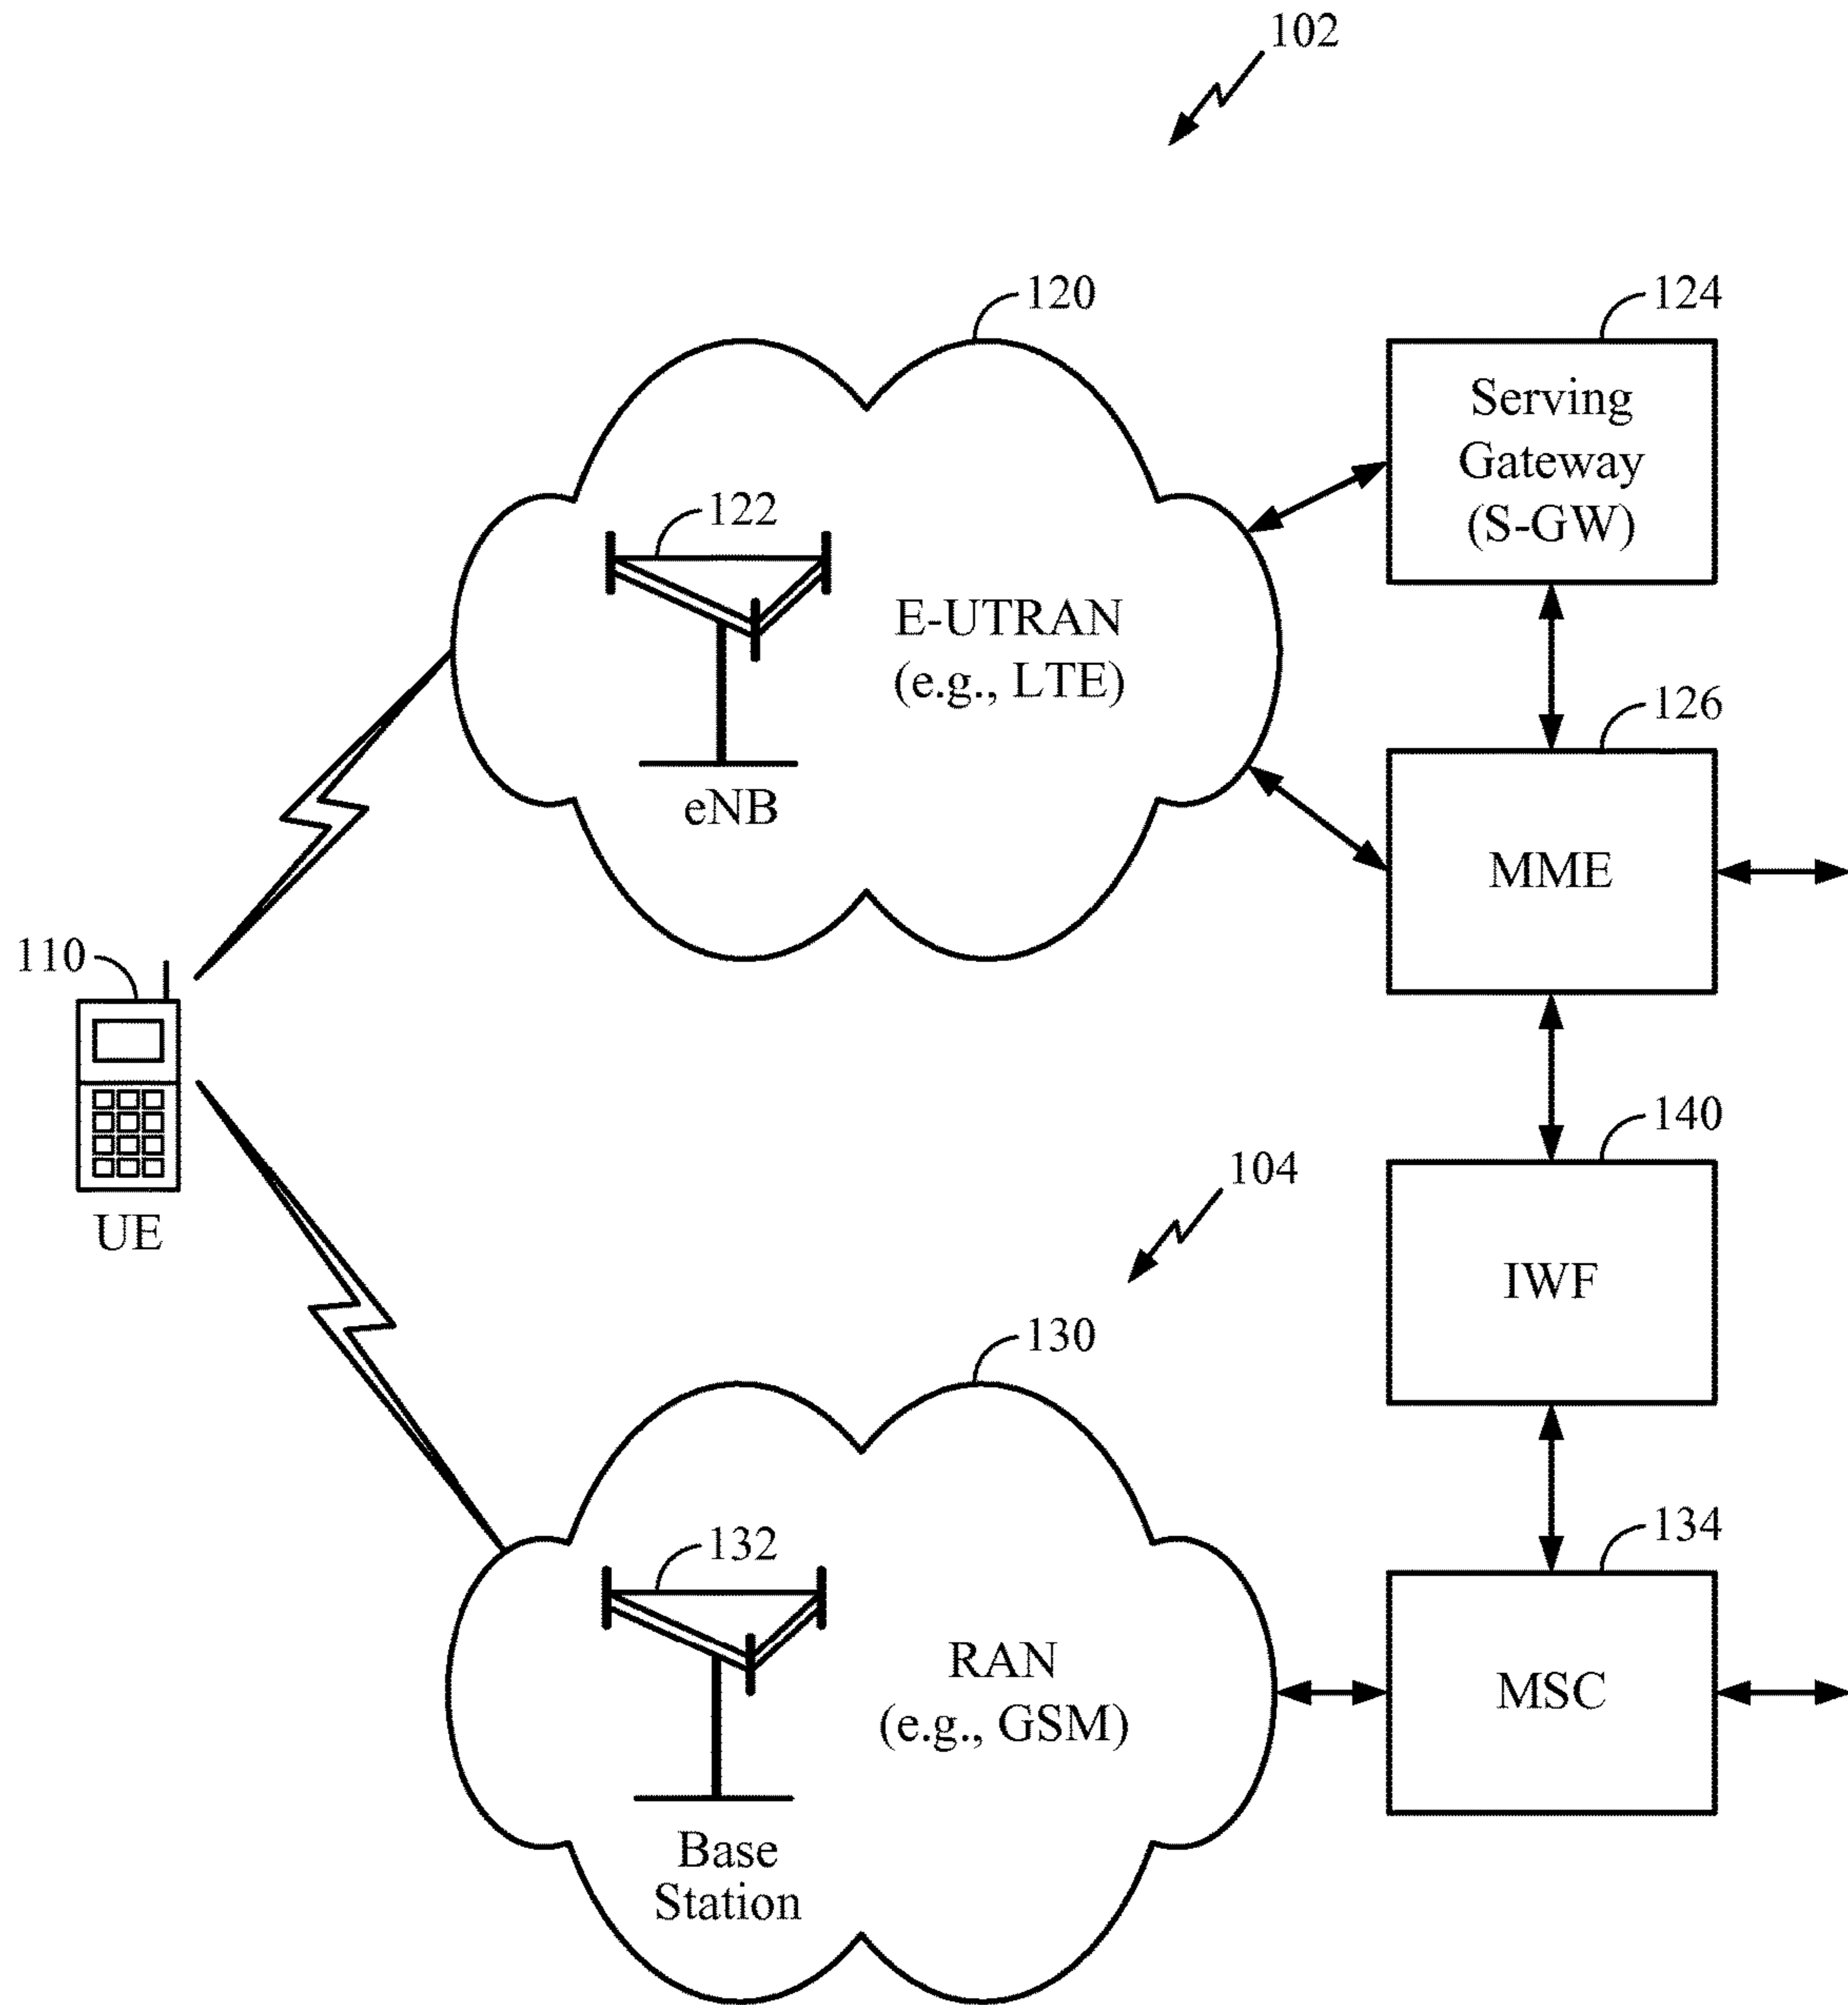 102
120
124
Serving
Gateway
(S-GW)
122
E-UTRAN
(e.g., LTE)
eNB
126
MME
110
UE
140
IWF
104
130
134
MSC
132
RAN
(e.g., GSM)
Base
Station